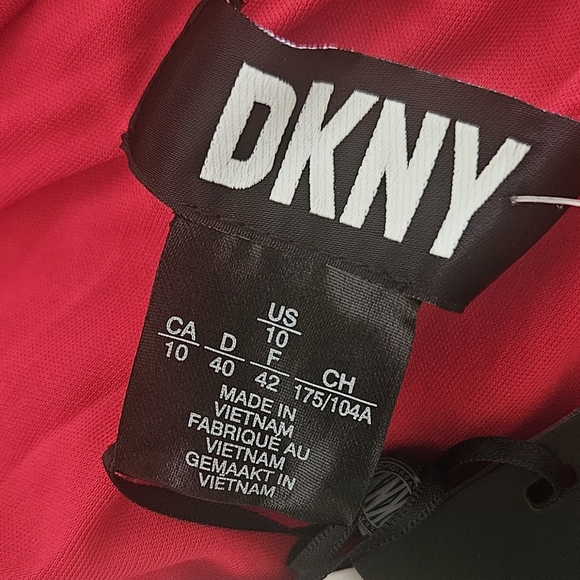 DKNY
US
10
CA D F CH
10 40 42 175/104A
MADE IN
VIETNAM
FABRIQUÉ AU
VIETNAM
GEMAAKT IN
VIETNAM